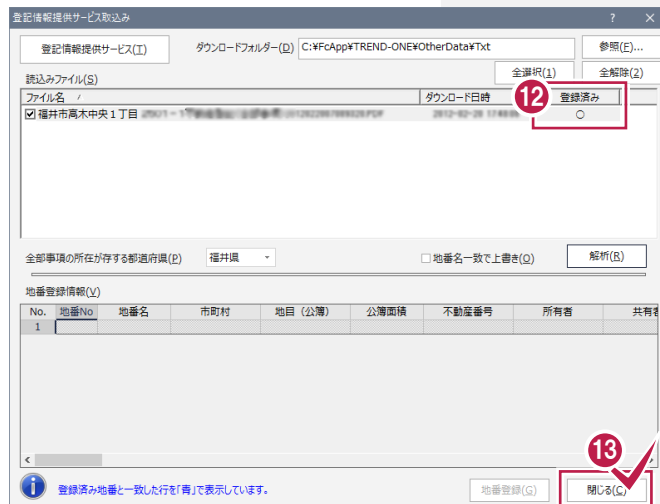 登記情報提供サービス取込み ? ×
登記情報提供サービス(T) ダウンロードフォルダー(D) C:¥FcApp¥TREND-ONE¥OtherData¥Txt 参照(F)...
読込みファイル(S) 全選択(1) 全解除(2)
ファイル名 ダウンロード日時 12 登録済み
福井市高木中央1丁目 ○
全部事項の所在が存する都道府県(P) 福井県 地番名一致で上書き(O) 解析(R)
地番登録情報(V)
No. 地番No 地番名 市町村 地目(公簿) 公簿面積 不動産番号 所有者 共有者
1
13
登録済み地番と一致した行を「青」で表示しています。 地番登録(G) 閉じる(C)